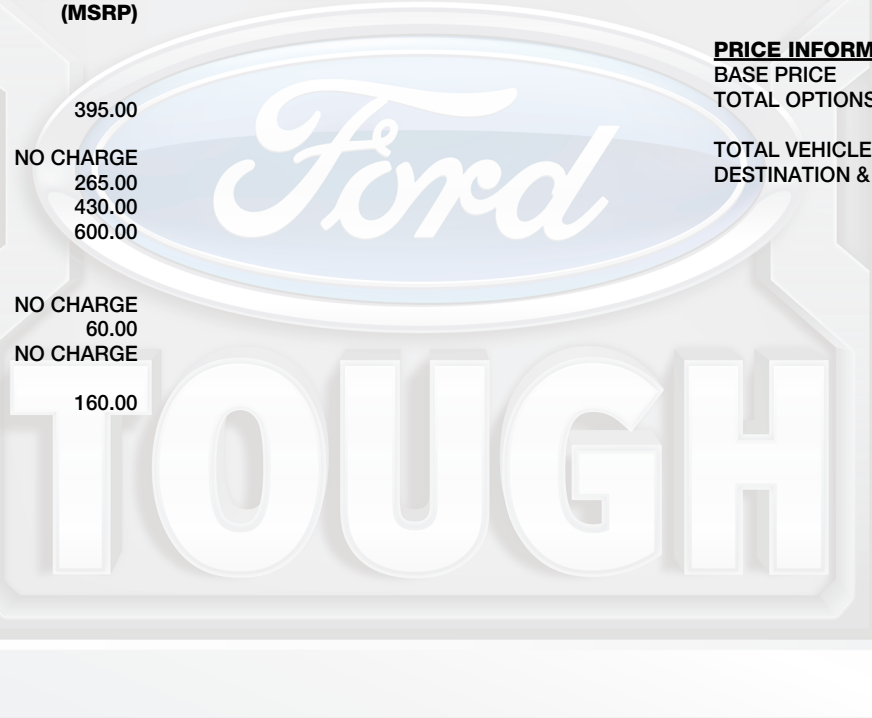 (MSRP)
395.00
NO CHARGE
265.00
430.00
600.00
NO CHARGE
60.00
NO CHARGE
160.00
PRICE INFORM
BASE PRICE
TOTAL OPTIONS
TOTAL VEHICLE
DESTINATION &
Ford
TOUGH